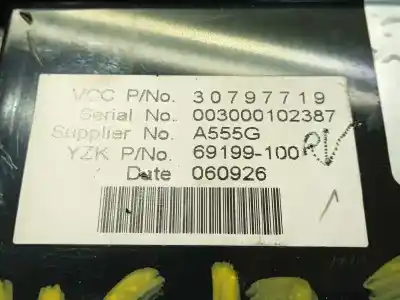 VCC P/No. 30797719
Serial No. 003000102387
Supplier No. A555G
YZK P/No. 69199-100
Date 060926